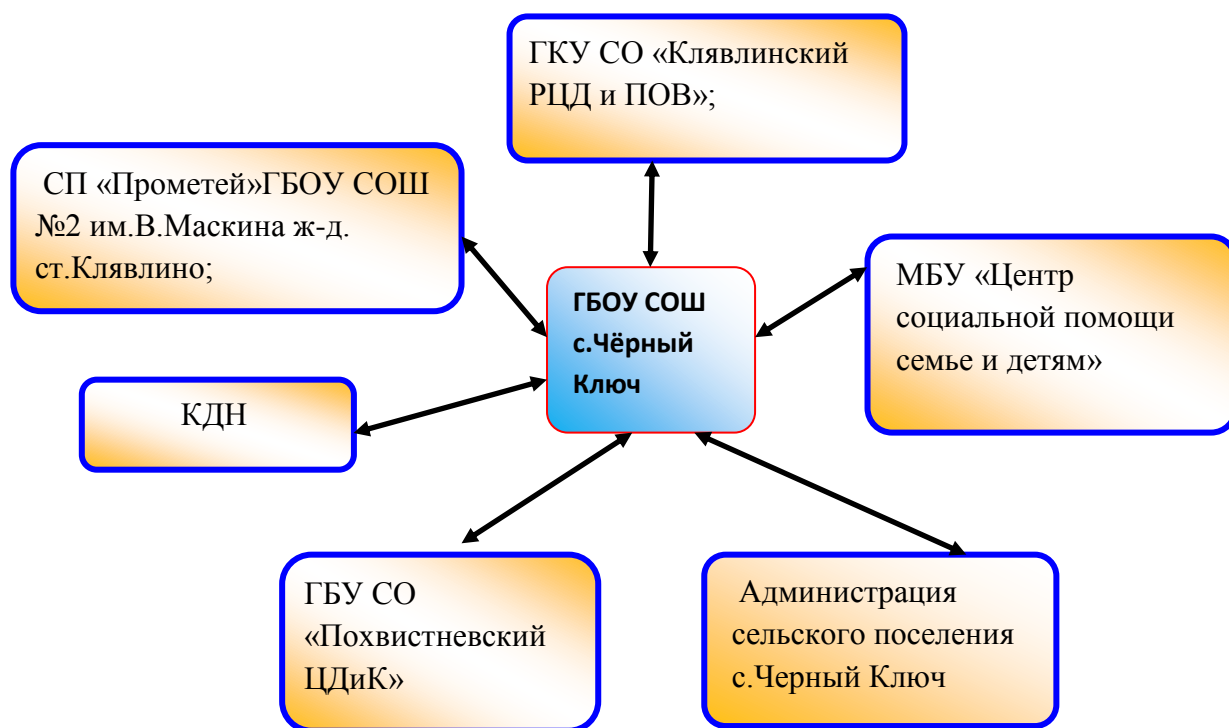 ГКУ СО «Клявлинский
РЦД и ПОВ»;
СП «Прометей»ГБОУ СОШ
№2 им.В.Маскина ж-д.
ст.Клявлино;
ГБОУ СОШ
с.Чёрный
Ключ
МБУ «Центр
социальной помощи
семье и детям»
КДН
ГБУ СО
«Похвистневский
ЦДиК»
Администрация
сельского поселения
с.Черный Ключ